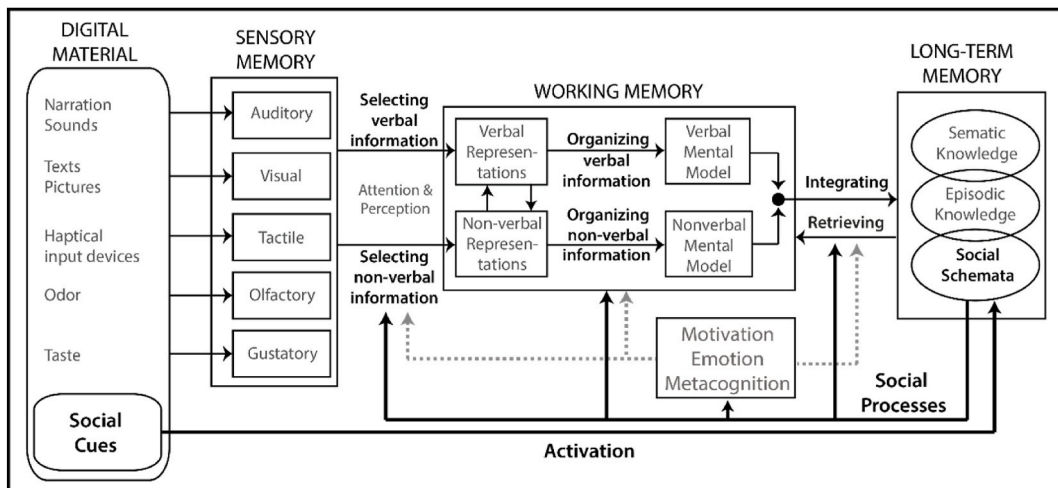 DIGITAL
MATERIAL
Narration
Sounds
Texts
Pictures
Haptical
input devices
Odor
Taste
Social
Cues
SENSORY
MEMORY
Auditory
Visual
Tactile
Olfactory
Gustatory
Selecting
verbal
information
Attention &
Perception
Selecting
non-verbal
information
WORKING MEMORY
Verbal
Represen-
tations
Non-verbal
Represen-
tations
Organizing
verbal
information
Organizing
non-verbal
information
Verbal
Mental
Model
Nonverbal
Mental
Model
Integrating
Retrieving
LONG-TERM
MEMORY
Sematic
Knowledge
Episodic
Knowledge
Social
Schemata
Motivation
Emotion
Metacognition
Social
Processes
Activation